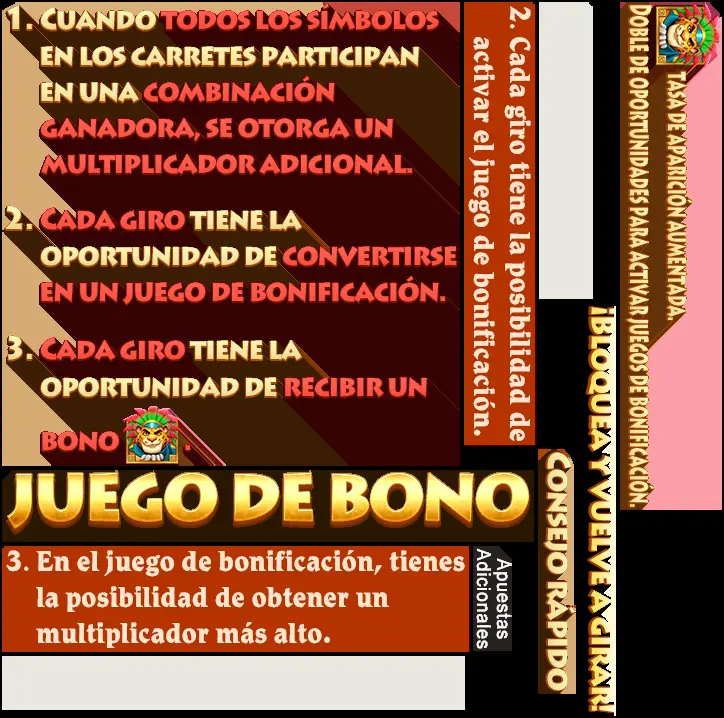 1. CUANDO TODOS LOS SÍMBOLOS
EN LOS CARRETES PARTICIPAN
EN UNA COMBINACIÓN
GANADORA, SE OTORGA UN
MULTIPLICADOR ADICIONAL.
2. CADA GIRO TIENE LA
OPORTUNIDAD DE CONVERTIRSE
EN UN JUEGO DE BONIFICACIÓN.
3. CADA GIRO TIENE LA
OPORTUNIDAD DE RECIBIR UN
BONO .
2. Cada giro tiene la posibilidad de
activar el juego de bonificación.
TASA DE APARICIÓN AUMENTADA.
DOBLE DE OPORTUNIDADES PARA ACTIVAR JUEGOS DE BONIFICACIÓN.
¡BLOQUEA Y VUELVE A GIRAR!
CONSEJO RÁPIDO
JUEGO DE BONO
3. En el juego de bonificación, tienes
la posibilidad de obtener un
multiplicador más alto.
Apuestas
Adicionales